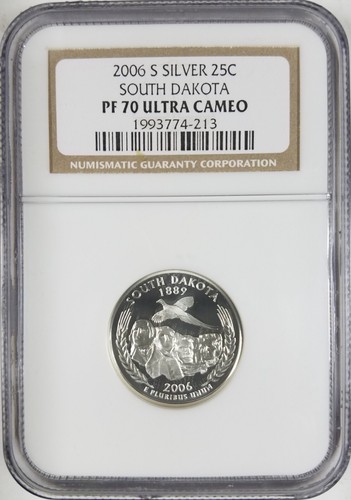 2006 S SILVER 25C
SOUTH DAKOTA
PF 70 ULTRA CAMEO
1993774-213
NUMISMATIC GUARANTY CORPORATION
SOUTH DAKOTA
1889
2006
E PLURIBUS UNUM